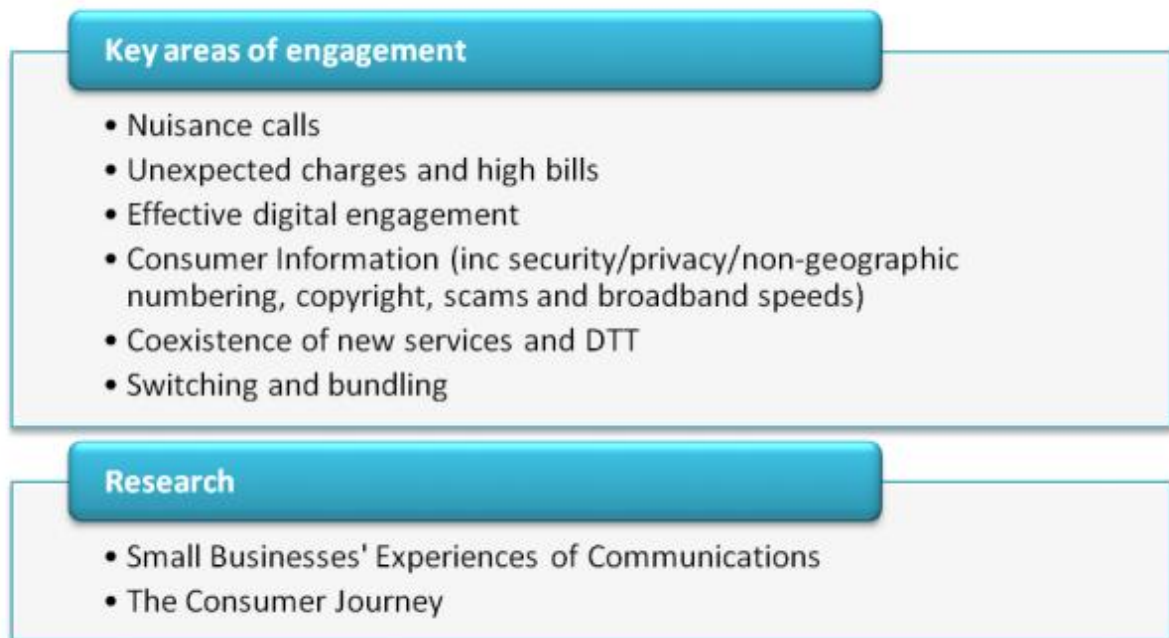 Key areas of engagement
• Nuisance calls
• Unexpected charges and high bills
• Effective digital engagement
• Consumer Information (inc security/privacy/non-geographic
numbering, copyright, scams and broadband speeds)
• Coexistence of new services and DTT
• Switching and bundling
Research
• Small Businesses' Experiences of Communications
• The Consumer Journey